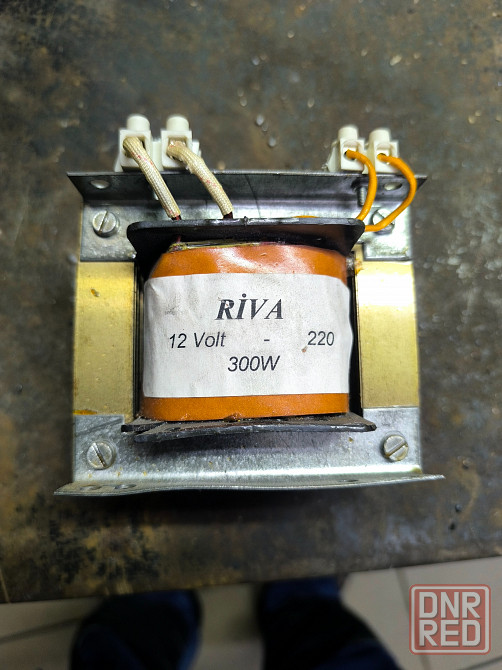 RİVA
12 Volt - 220
300W
DNR
RED